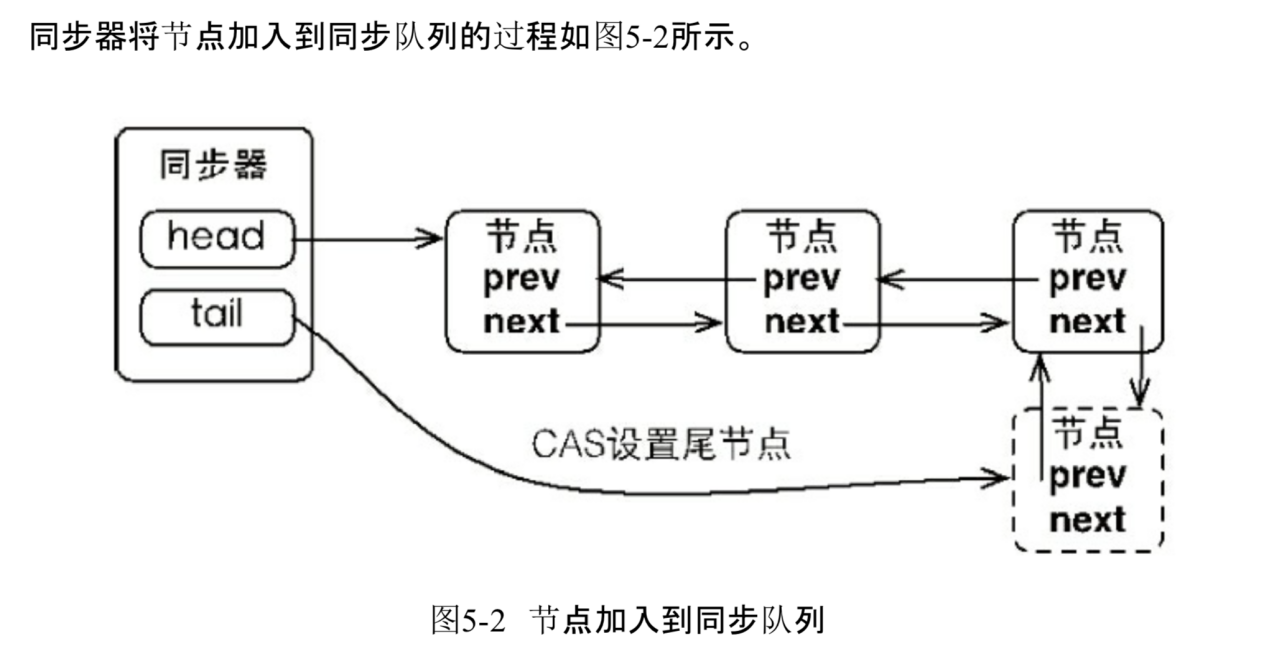 同步器将节点加入到同步队列的过程如图5-2所示。
同步器
head
tail
节点
prev
next
节点
prev
next
节点
prev
next
CAS设置尾节点
节点
prev
next
图5-2 节点加入到同步队列